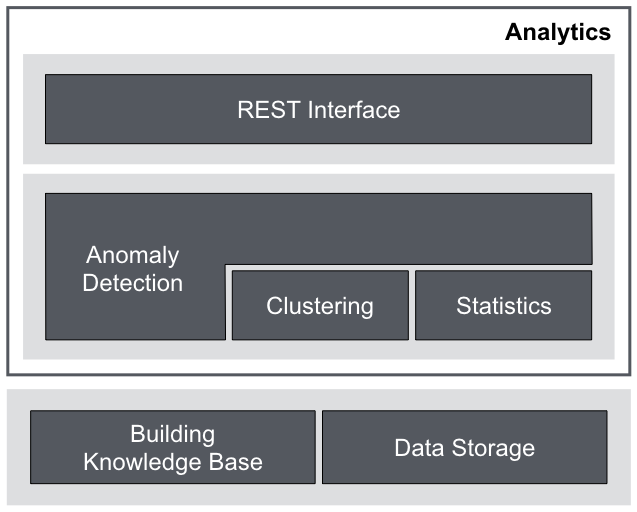 Analytics
REST Interface
Anomaly
Detection
Clustering
Statistics
Building
Knowledge Base
Data Storage